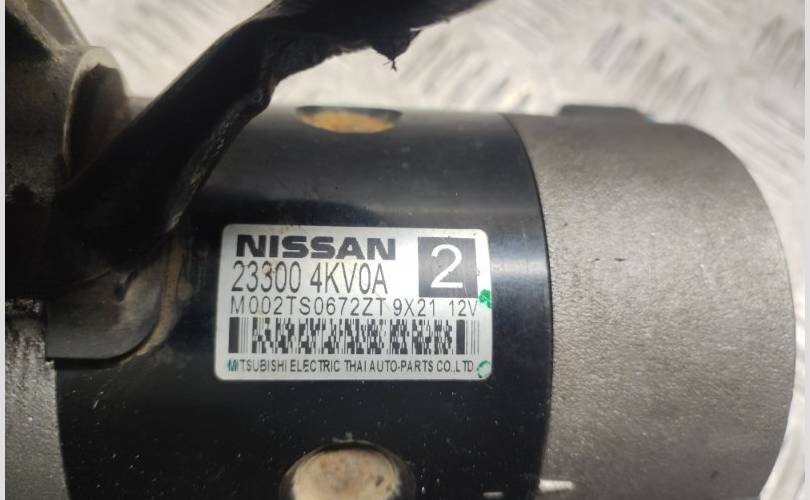 NISSAN 2
23300 4KV0A
M002TS0672ZT 9X21 12V
MITSUBISHI ELECTRIC THAI AUTO-PARTS CO.,LTD.